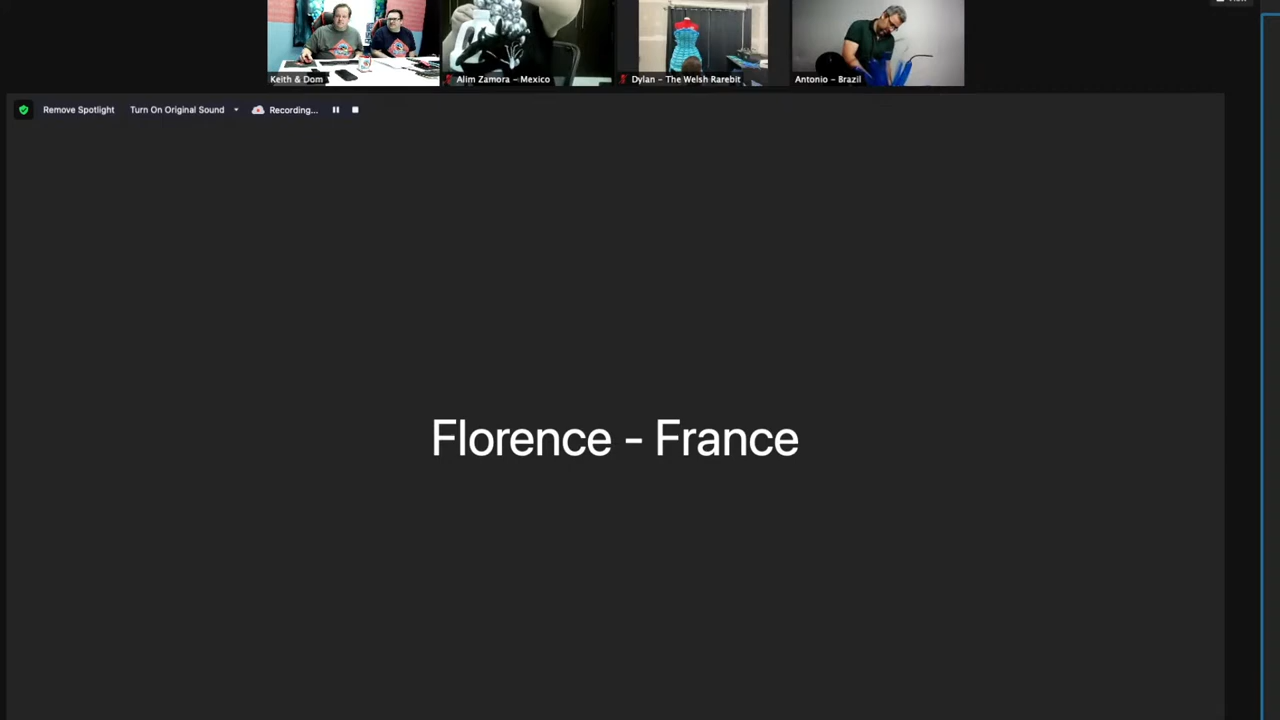 Keith & Dom
Alim Zamora – Mexico
Dylan – The Welsh Rarebit
Antonio – Brazil
Remove Spotlight
Turn On Original Sound
Recording...
Florence - France